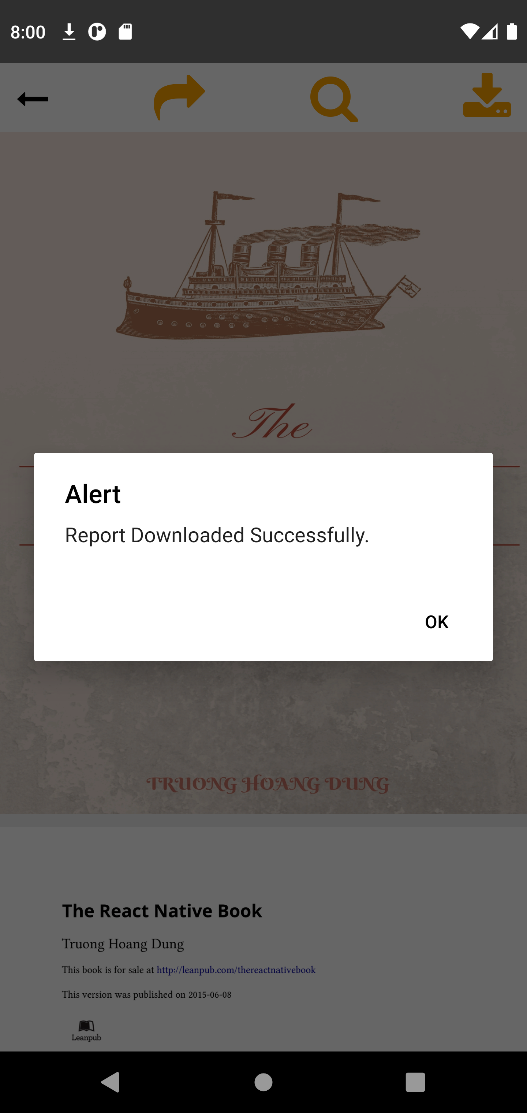 8:00
The
Alert
Report Downloaded Successfully.
OK
TRUONG HOANG DUNG
The React Native Book
Truong Hoang Dung
This book is for sale at http://leanpub.com/thereactnativebook
This version was published on 2015-06-08
Leanpub